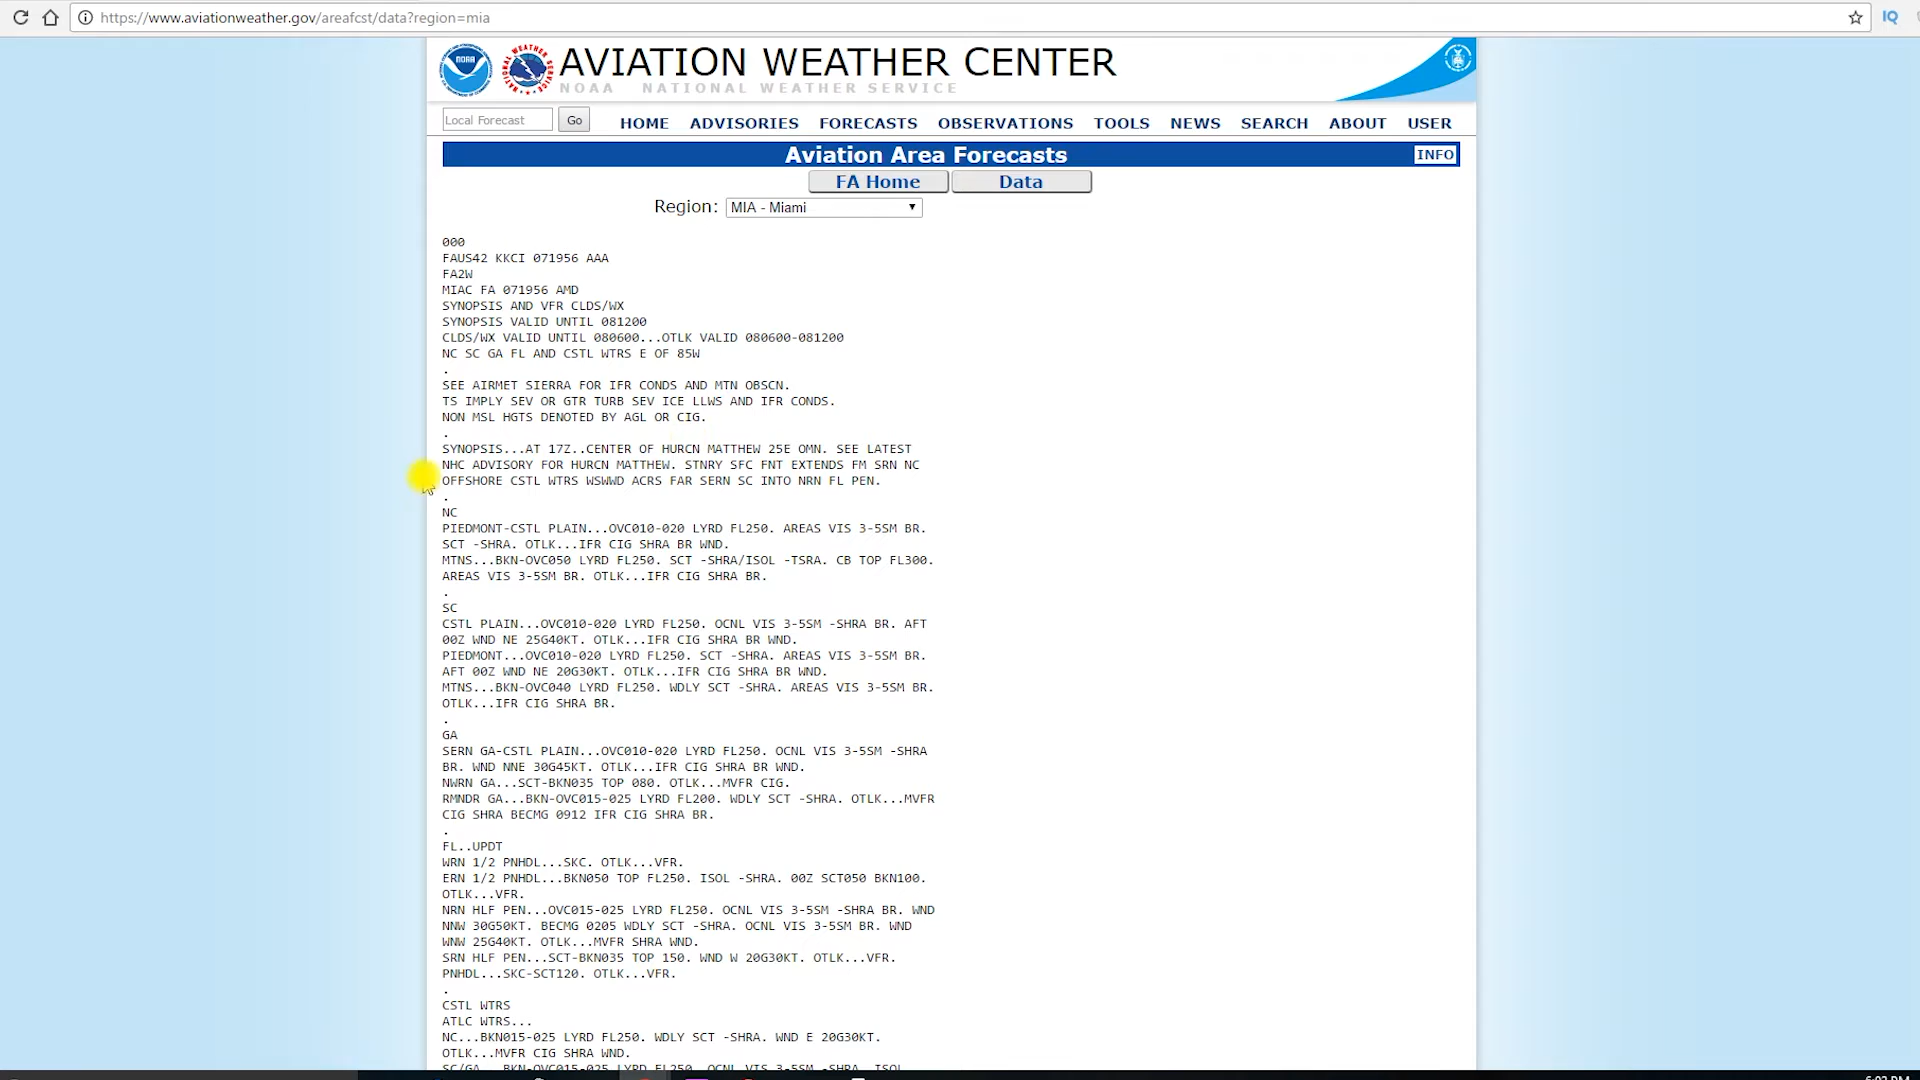 https://www.aviationweather.gov/areafcst/data?region=mia
IQ
NOAA
AVIATION WEATHER CENTER
NOAA NATIONAL WEATHER SERVICE
Local Forecast
Go
HOME ADVISORIES FORECASTS OBSERVATIONS TOOLS NEWS SEARCH ABOUT USER
Aviation Area Forecasts
INFO
FA Home
Data
Region: MIA - Miami
000
FAUS42 KKCI 071956 AAA
FA2W
MIAC FA 071956 AMD
SYNOPSIS AND VFR CLDS/WX
SYNOPSIS VALID UNTIL 081200
CLDS/WX VALID UNTIL 080600...OTLK VALID 080600-081200
NC SC GA FL AND CSTL WTRS E OF 85W
.
SEE AIRMET SIERRA FOR IFR CONDS AND MTN OBSCN.
TS IMPLY SEV OR GTR TURB SEV ICE LLWS AND IFR CONDS.
NON MSL HGTS DENOTED BY AGL OR CIG.
.
SYNOPSIS...AT 17Z..CENTER OF HURCN MATTHEW 25E OMN. SEE LATEST
NHC ADVISORY FOR HURCN MATTHEW. STNRY SFC FNT EXTENDS FM SRN NC
OFFSHORE CSTL WTRS WSWWD ACRS FAR SERN SC INTO NRN FL PEN.
.
NC
PIEDMONT-CSTL PLAIN...OVC010-020 LYRD FL250. AREAS VIS 3-5SM BR.
SCT -SHRA. OTLK...IFR CIG SHRA BR WND.
MTNS...BKN-OVC050 LYRD FL250. SCT -SHRA/ISOL -TSRA. CB TOP FL300.
AREAS VIS 3-5SM BR. OTLK...IFR CIG SHRA BR.
.
SC
CSTL PLAIN...OVC010-020 LYRD FL250. OCNL VIS 3-5SM -SHRA BR. AFT
00Z WND NE 25G40KT. OTLK...IFR CIG SHRA BR WND.
PIEDMONT...OVC010-020 LYRD FL250. SCT -SHRA. AREAS VIS 3-5SM BR.
AFT 00Z WND NE 20G30KT. OTLK...IFR CIG SHRA BR WND.
MTNS...BKN-OVC040 LYRD FL250. WDLY SCT -SHRA. AREAS VIS 3-5SM BR.
OTLK...IFR CIG SHRA BR.
.
GA
SERN GA-CSTL PLAIN...OVC010-020 LYRD FL250. OCNL VIS 3-5SM -SHRA
BR. WND NNE 30G45KT. OTLK...IFR CIG SHRA BR WND.
NWRN GA...SCT-BKN035 TOP 080. OTLK...MVFR CIG.
RMNDR GA...BKN-OVC015-025 LYRD FL200. WDLY SCT -SHRA. OTLK...MVFR
CIG SHRA BECMG 0912 IFR CIG SHRA BR.
.
FL..UPDT
WRN 1/2 PNHDL...SKC. OTLK...VFR.
ERN 1/2 PNHDL...BKN050 TOP FL250. ISOL -SHRA. 00Z SCT050 BKN100.
OTLK...VFR.
NRN HLF PEN...OVC015-025 LYRD FL250. OCNL VIS 3-5SM -SHRA BR. WND
NNW 30G50KT. BECMG 0205 WDLY SCT -SHRA. OCNL VIS 3-5SM BR. WND
WNW 25G40KT. OTLK...MVFR SHRA WND.
SRN HLF PEN...SCT-BKN035 TOP 150. WND W 20G30KT. OTLK...VFR.
PNHDL...SKC-SCT120. OTLK...VFR.
.
CSTL WTRS
ATLC WTRS...
NC...BKN015-025 LYRD FL250. WDLY SCT -SHRA. WND E 20G30KT.
OTLK...MVFR CIG SHRA WND.
SC/GA...BKN-OVC015-025 LYRD FL250. OCNL VIS 3-5SM -SHRA. ISOL